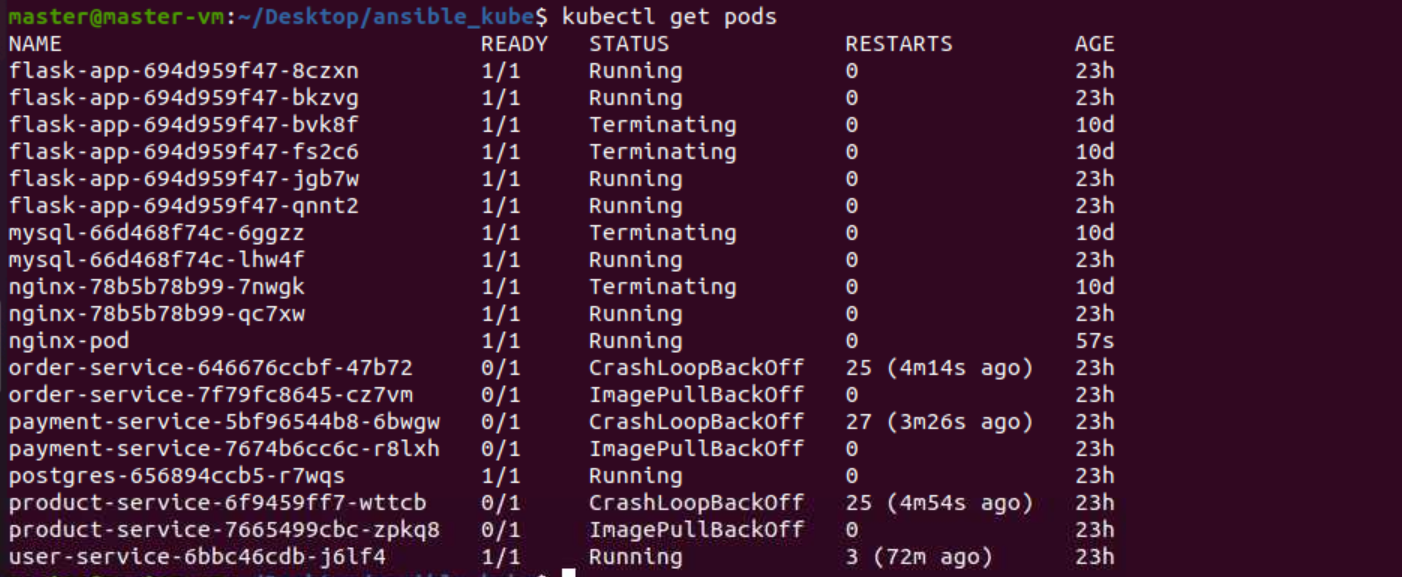 master@master-vm:~/Desktop/ansible_kube$ kubectl get pods
NAME READY STATUS RESTARTS AGE
flask-app-694d959f47-8czxn 1/1 Running 0 23h
flask-app-694d959f47-bkzvg 1/1 Running 0 23h
flask-app-694d959f47-bvk8f 1/1 Terminating 0 10d
flask-app-694d959f47-fs2c6 1/1 Terminating 0 10d
flask-app-694d959f47-jgb7w 1/1 Running 0 23h
flask-app-694d959f47-qnnt2 1/1 Running 0 23h
mysql-66d468f74c-6ggzz 1/1 Terminating 0 10d
mysql-66d468f74c-lhw4f 1/1 Running 0 23h
nginx-78b5b78b99-7nwgk 1/1 Terminating 0 10d
nginx-78b5b78b99-qc7xw 1/1 Running 0 23h
nginx-pod 1/1 Running 0 57s
order-service-646676ccbf-47b72 0/1 CrashLoopBackOff 25 (4m14s ago) 23h
order-service-7f79fc8645-cz7vm 0/1 ImagePullBackOff 0 23h
payment-service-5bf96544b8-6bwgw 0/1 CrashLoopBackOff 27 (3m26s ago) 23h
payment-service-7674b6cc6c-r8lxh 0/1 ImagePullBackOff 0 23h
postgres-656894ccb5-r7wqs 1/1 Running 0 23h
product-service-6f9459ff7-wttcb 0/1 CrashLoopBackOff 25 (4m54s ago) 23h
product-service-7665499cbc-zpkq8 0/1 ImagePullBackOff 0 23h
user-service-6bbc46cdb-j6lf4 1/1 Running 3 (72m ago) 23h